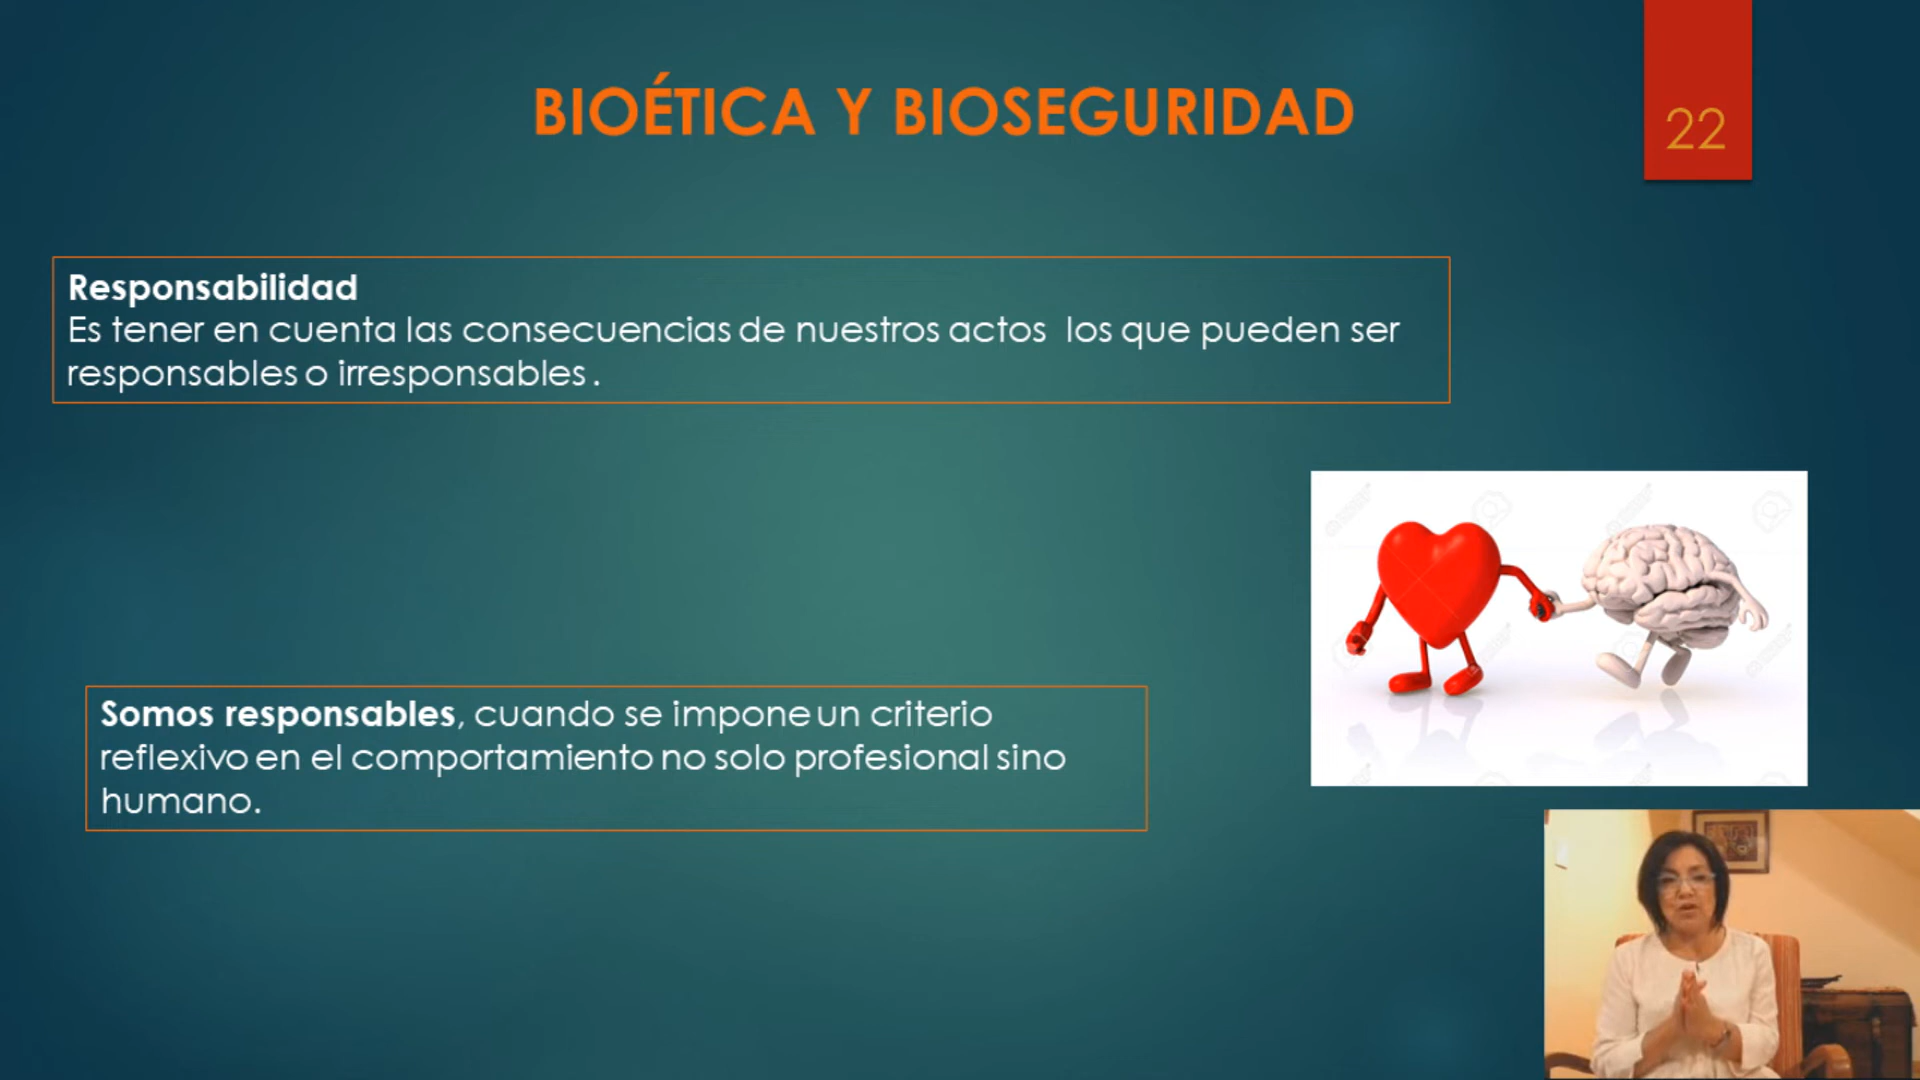 BIOÉTICA Y BIOSEGURIDAD
22
Responsabilidad
Es tener en cuenta las consecuencias de nuestros actos los que pueden ser
responsables o irresponsables .
Somos responsables, cuando se impone un criterio
reflexivo en el comportamiento no solo profesional sino
humano.